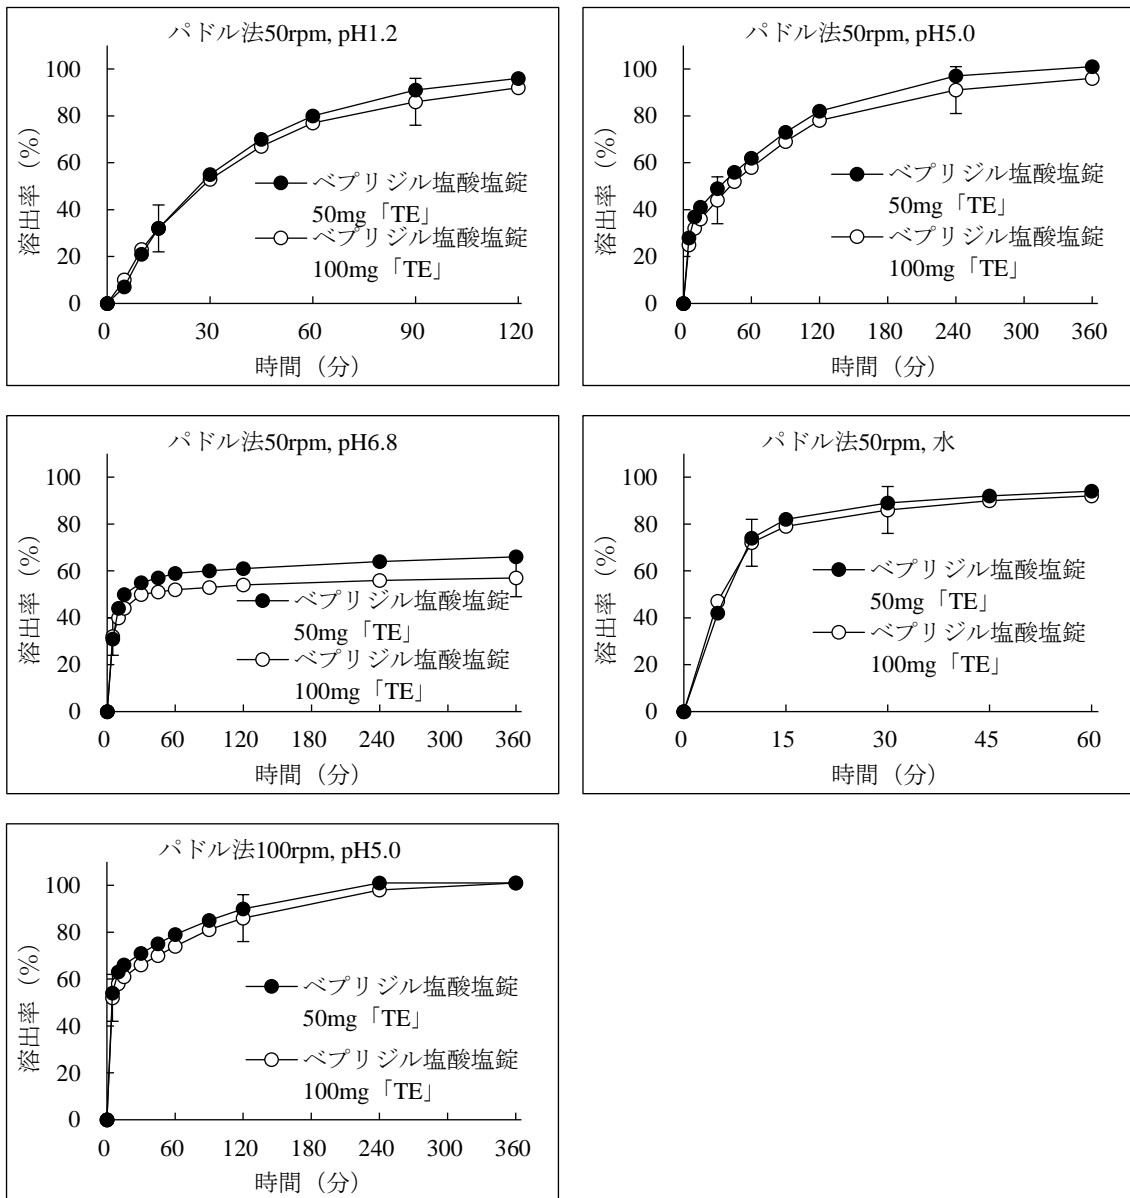 パドル法50rpm, pH1.2
溶出率（%）
100
80
60
40
20
0
ベプリジル塩酸塩錠
50mg「TE」
ベプリジル塩酸塩錠
100mg「TE」
0 30 60 90 120
時間（分）
パドル法50rpm, pH5.0
溶出率（%）
100
80
60
40
20
0
ベプリジル塩酸塩錠
50mg「TE」
ベプリジル塩酸塩錠
100mg「TE」
0 60 120 180 240 300 360
時間（分）
パドル法50rpm, pH6.8
溶出率（%）
100
80
60
40
20
0
ベプリジル塩酸塩錠
50mg「TE」
ベプリジル塩酸塩錠
100mg「TE」
0 60 120 180 240 300 360
時間（分）
パドル法50rpm, 水
溶出率（%）
100
80
60
40
20
0
ベプリジル塩酸塩錠
50mg「TE」
ベプリジル塩酸塩錠
100mg「TE」
0 15 30 45 60
時間（分）
パドル法100rpm, pH5.0
溶出率（%）
100
80
60
40
20
0
ベプリジル塩酸塩錠
50mg「TE」
ベプリジル塩酸塩錠
100mg「TE」
0 60 120 180 240 300 360
時間（分）